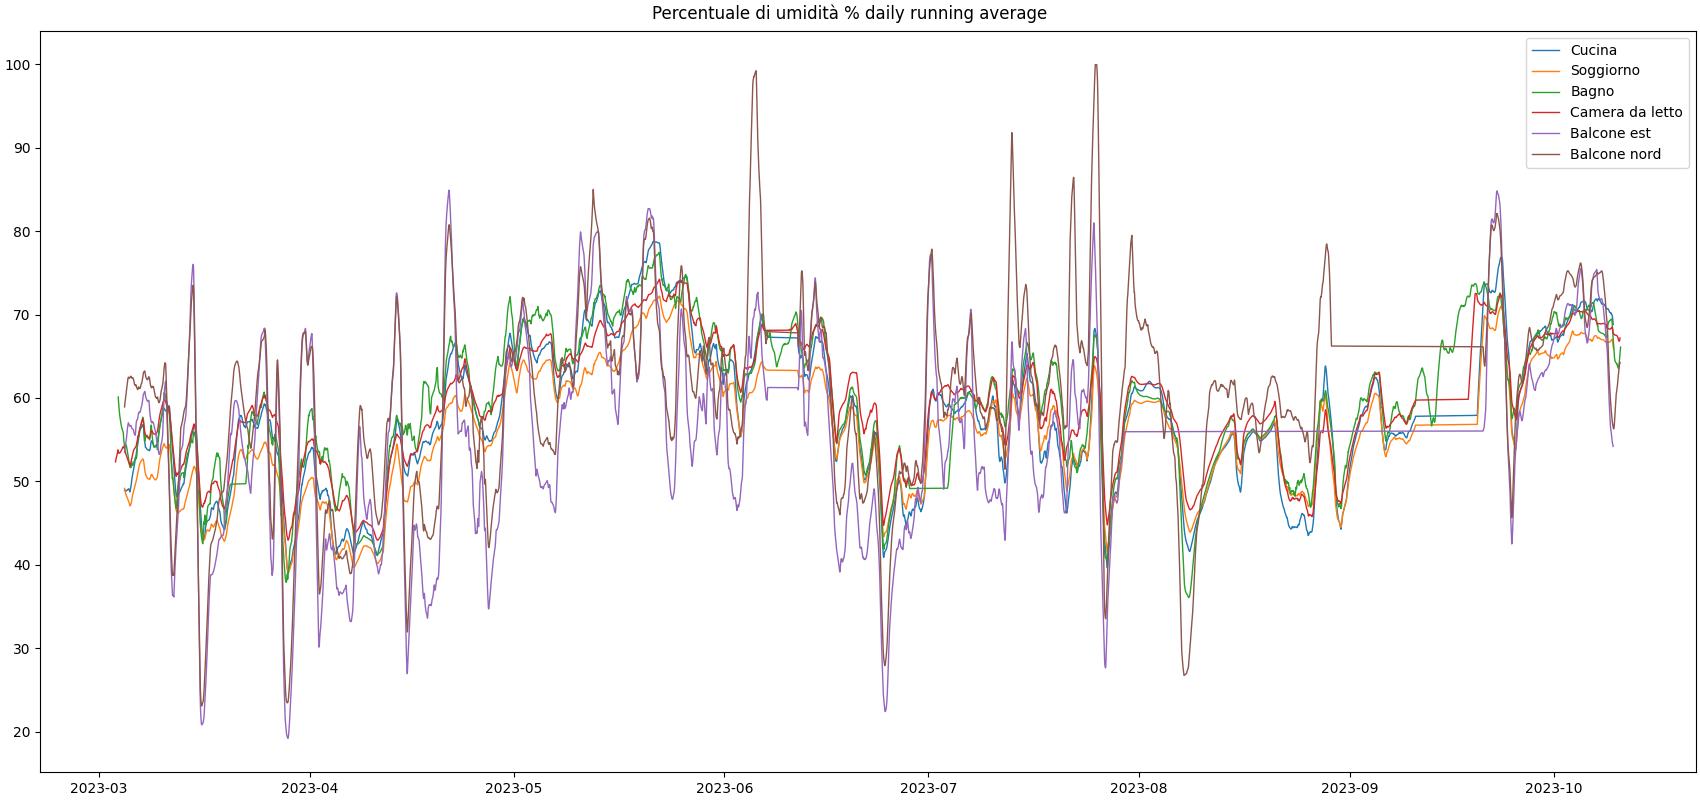 Percentuale di umidità % daily running average
100
90
80
70
60
50
40
30
20
Cucina
Soggiorno
Bagno
Camera da letto
Balcone est
Balcone nord
2023-03 2023-04 2023-05 2023-06 2023-07 2023-08 2023-09 2023-10